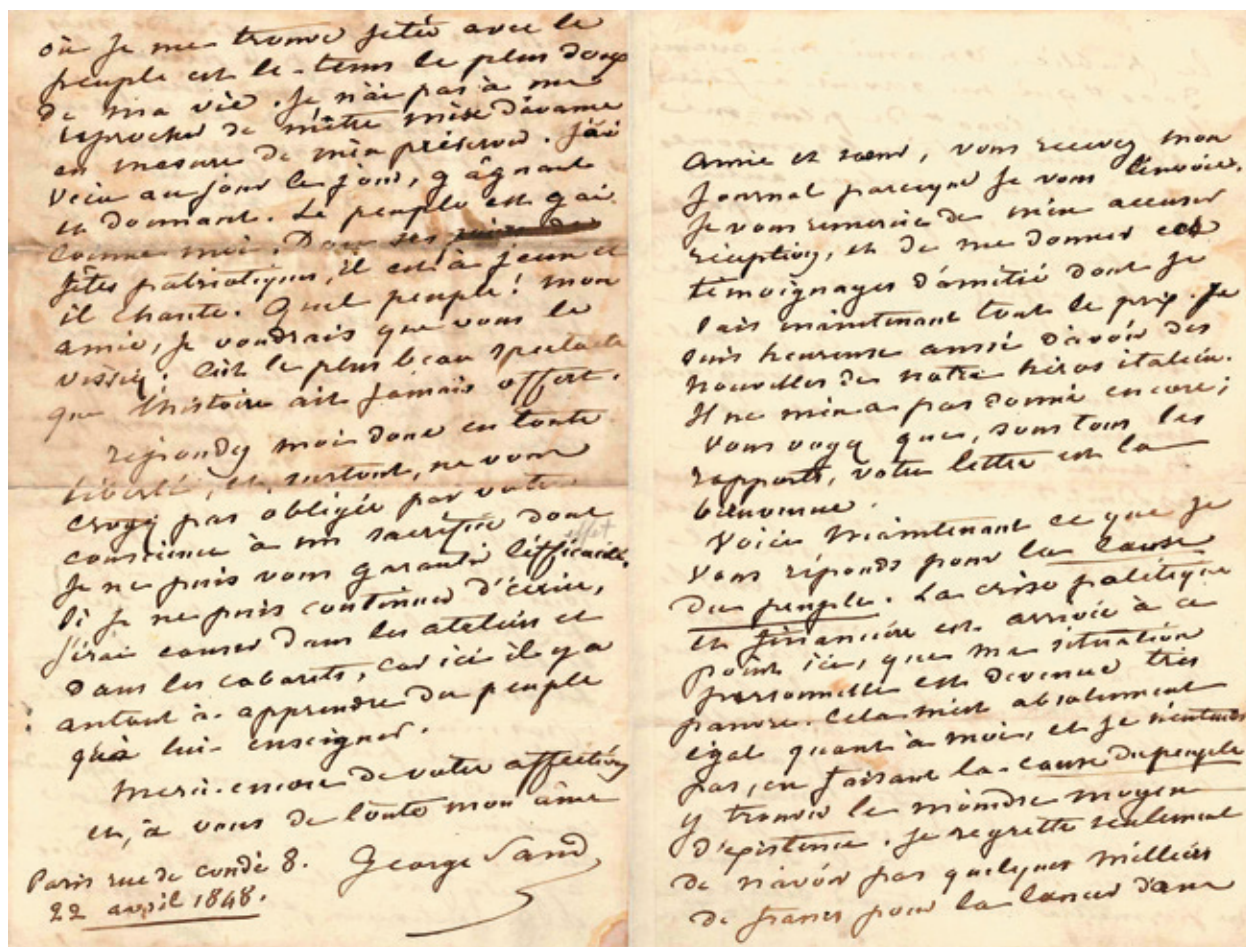 où je me trouve jetée avec le
peuple est le tems le plus doux
de ma vie. Je n'ai pas à me
reprocher de m'être mise d'avance
en mesure de m'en préserver. J'ai
vécu au jour le jour, gâgnant
et donnant. Le peuple est gai
comme moi. Dans ses
fêtes patriotiques, il est à jeun et
il chante. Quel peuple! mon
amie, je voudrais que vous le
vissiez! C'est le plus beau spectacle
que l'histoire ait jamais offert.
répondez moi donc en toute
liberté, et, surtout, ne vous
croyez pas obligée par votre
conscience à un sacrifice dont
je ne puis vous garantir l'éfficacité.
Si je ne puis continuer d'écrire,
j'irai causer dans les ateliers et
dans les cabarets, car ici il y a
autant à apprendre du peuple
qu'à lui enseigner.
Merci encore de votre affection
et, à vous de toute mon âme
George Sand
Paris rue de condé 8.
22 avril 1848.
Amie et sœur, vous recevez mon
journal parceque je vous l'envoie.
Je vous remercie de m'en accuser
réception, et de me donner ces
témoignages d'amitié dont je
sais maintenant tout le prix. Je
suis heureuse aussi d'avoir des
nouvelles de notre héros italien.
Il ne m'en a pas donné encore;
Vous voyez que, sous tous les
rapports, votre lettre est la
bienvenue.
Voici maintenant ce que je
vous réponds pour la cause
du peuple. La crise politique
et financière est arrivée à ce
point ici, que ma situation
personnelle est devenue très
pauvre. Cela m'est absolument
égal quant à moi, et je n'entends
pas, en faisant la cause du peuple
y trouver le moindre moyen
d'existence. Je regrette seulement
de n'avoir pas quelques milliers
de francs pour la lancer d'une